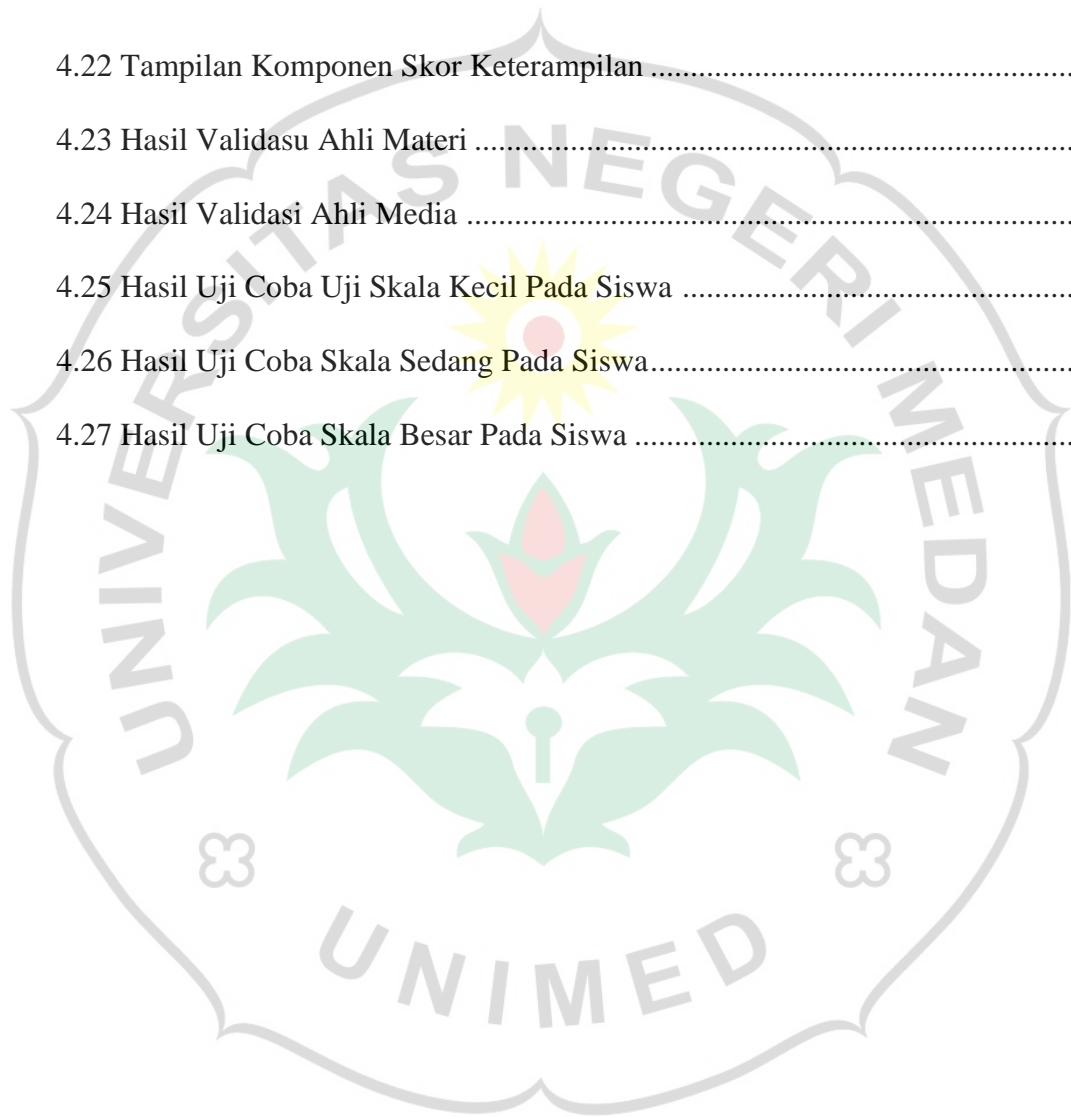 4.22 Tampilan Komponen Skor Keterampilan ......................................................
4.23 Hasil Validasu Ahli Materi .............................................................................
4.24 Hasil Validasi Ahli Media ..............................................................................
4.25 Hasil Uji Coba Uji Skala Kecil Pada Siswa ..................................................
4.26 Hasil Uji Coba Skala Sedang Pada Siswa......................................................
4.27 Hasil Uji Coba Skala Besar Pada Siswa ........................................................
UNIVERSITAS NEGERI MEDAN
UNIMED